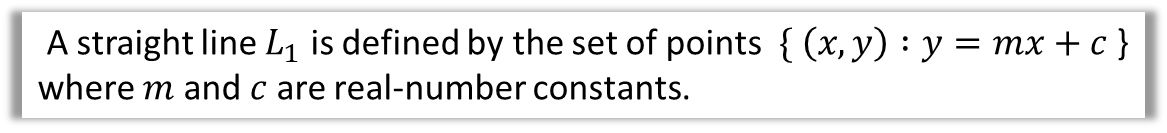 A straight line L₁ is defined by the set of points { (x, y) : y = mx + c }
where m and c are real-number constants.